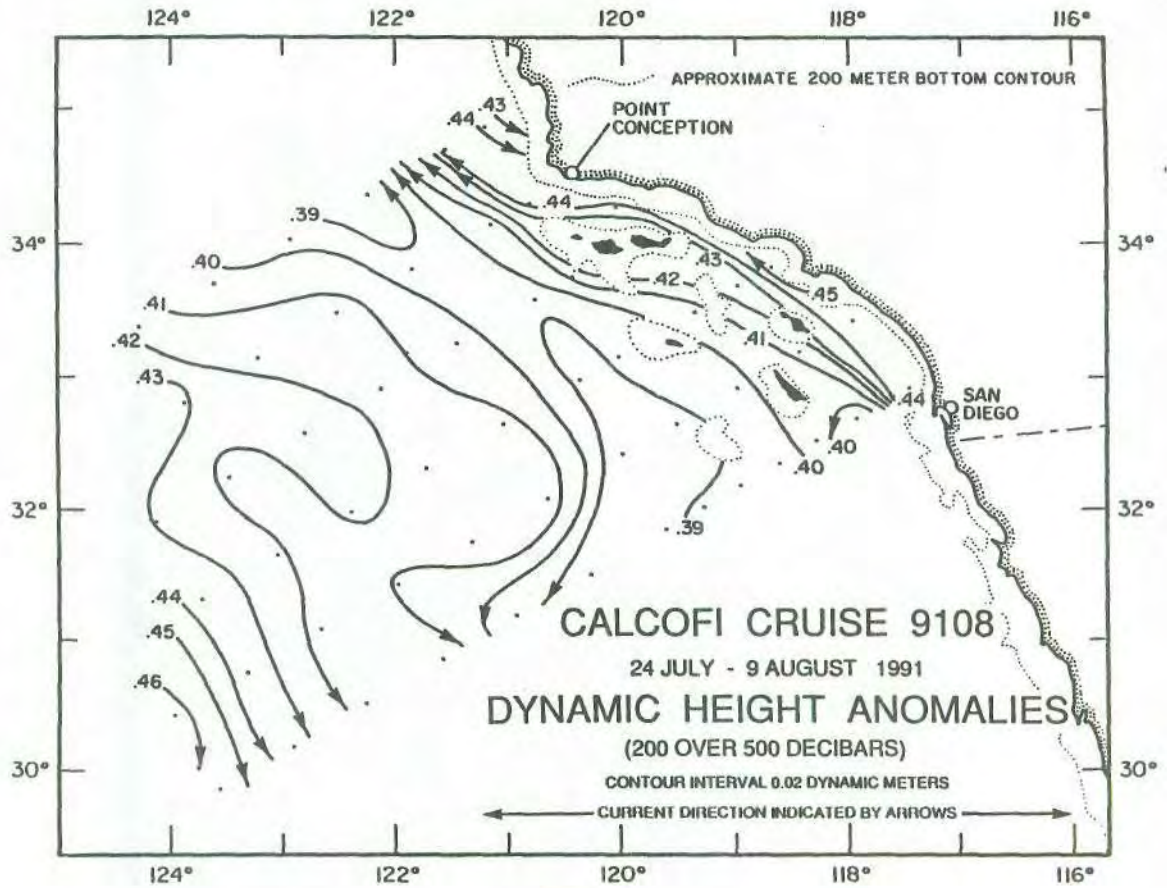 124° 122° 120° 118° 116°
APPROXIMATE 200 METER BOTTOM CONTOUR
.43
.44
POINT
CONCEPTION
.44
.39
34° 34°
.40
.43
.42
.45
.41
.41
.42
.43
.44
SAN
DIEGO
.40
.40
32° 32°
.39
.44
.45
.46
CALCOFI CRUISE 9108
24 JULY - 9 AUGUST 1991
DYNAMIC HEIGHT ANOMALIES
(200 OVER 500 DECIBARS)
30° 30°
CONTOUR INTERVAL 0.02 DYNAMIC METERS
CURRENT DIRECTION INDICATED BY ARROWS
124° 122° 120° 118° 116°